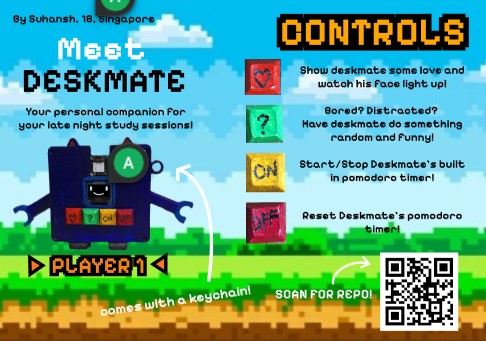 By Suhansh, 18, Singapore
A
Meet
DESKMATE
Your personal companion for
your late night study sessions!
A
♡ ? ON OFF
PLAYER 1
comes with a keychain!
CONTROLS
♡
Show deskmate some love and
watch his face light up!
?
Bored? Distracted?
Have deskmate do something
random and funny!
ON
Start/Stop Deskmate's built
in pomodoro timer!
OFF
Reset Deskmate's pomodoro
timer!
SCAN FOR REPO!